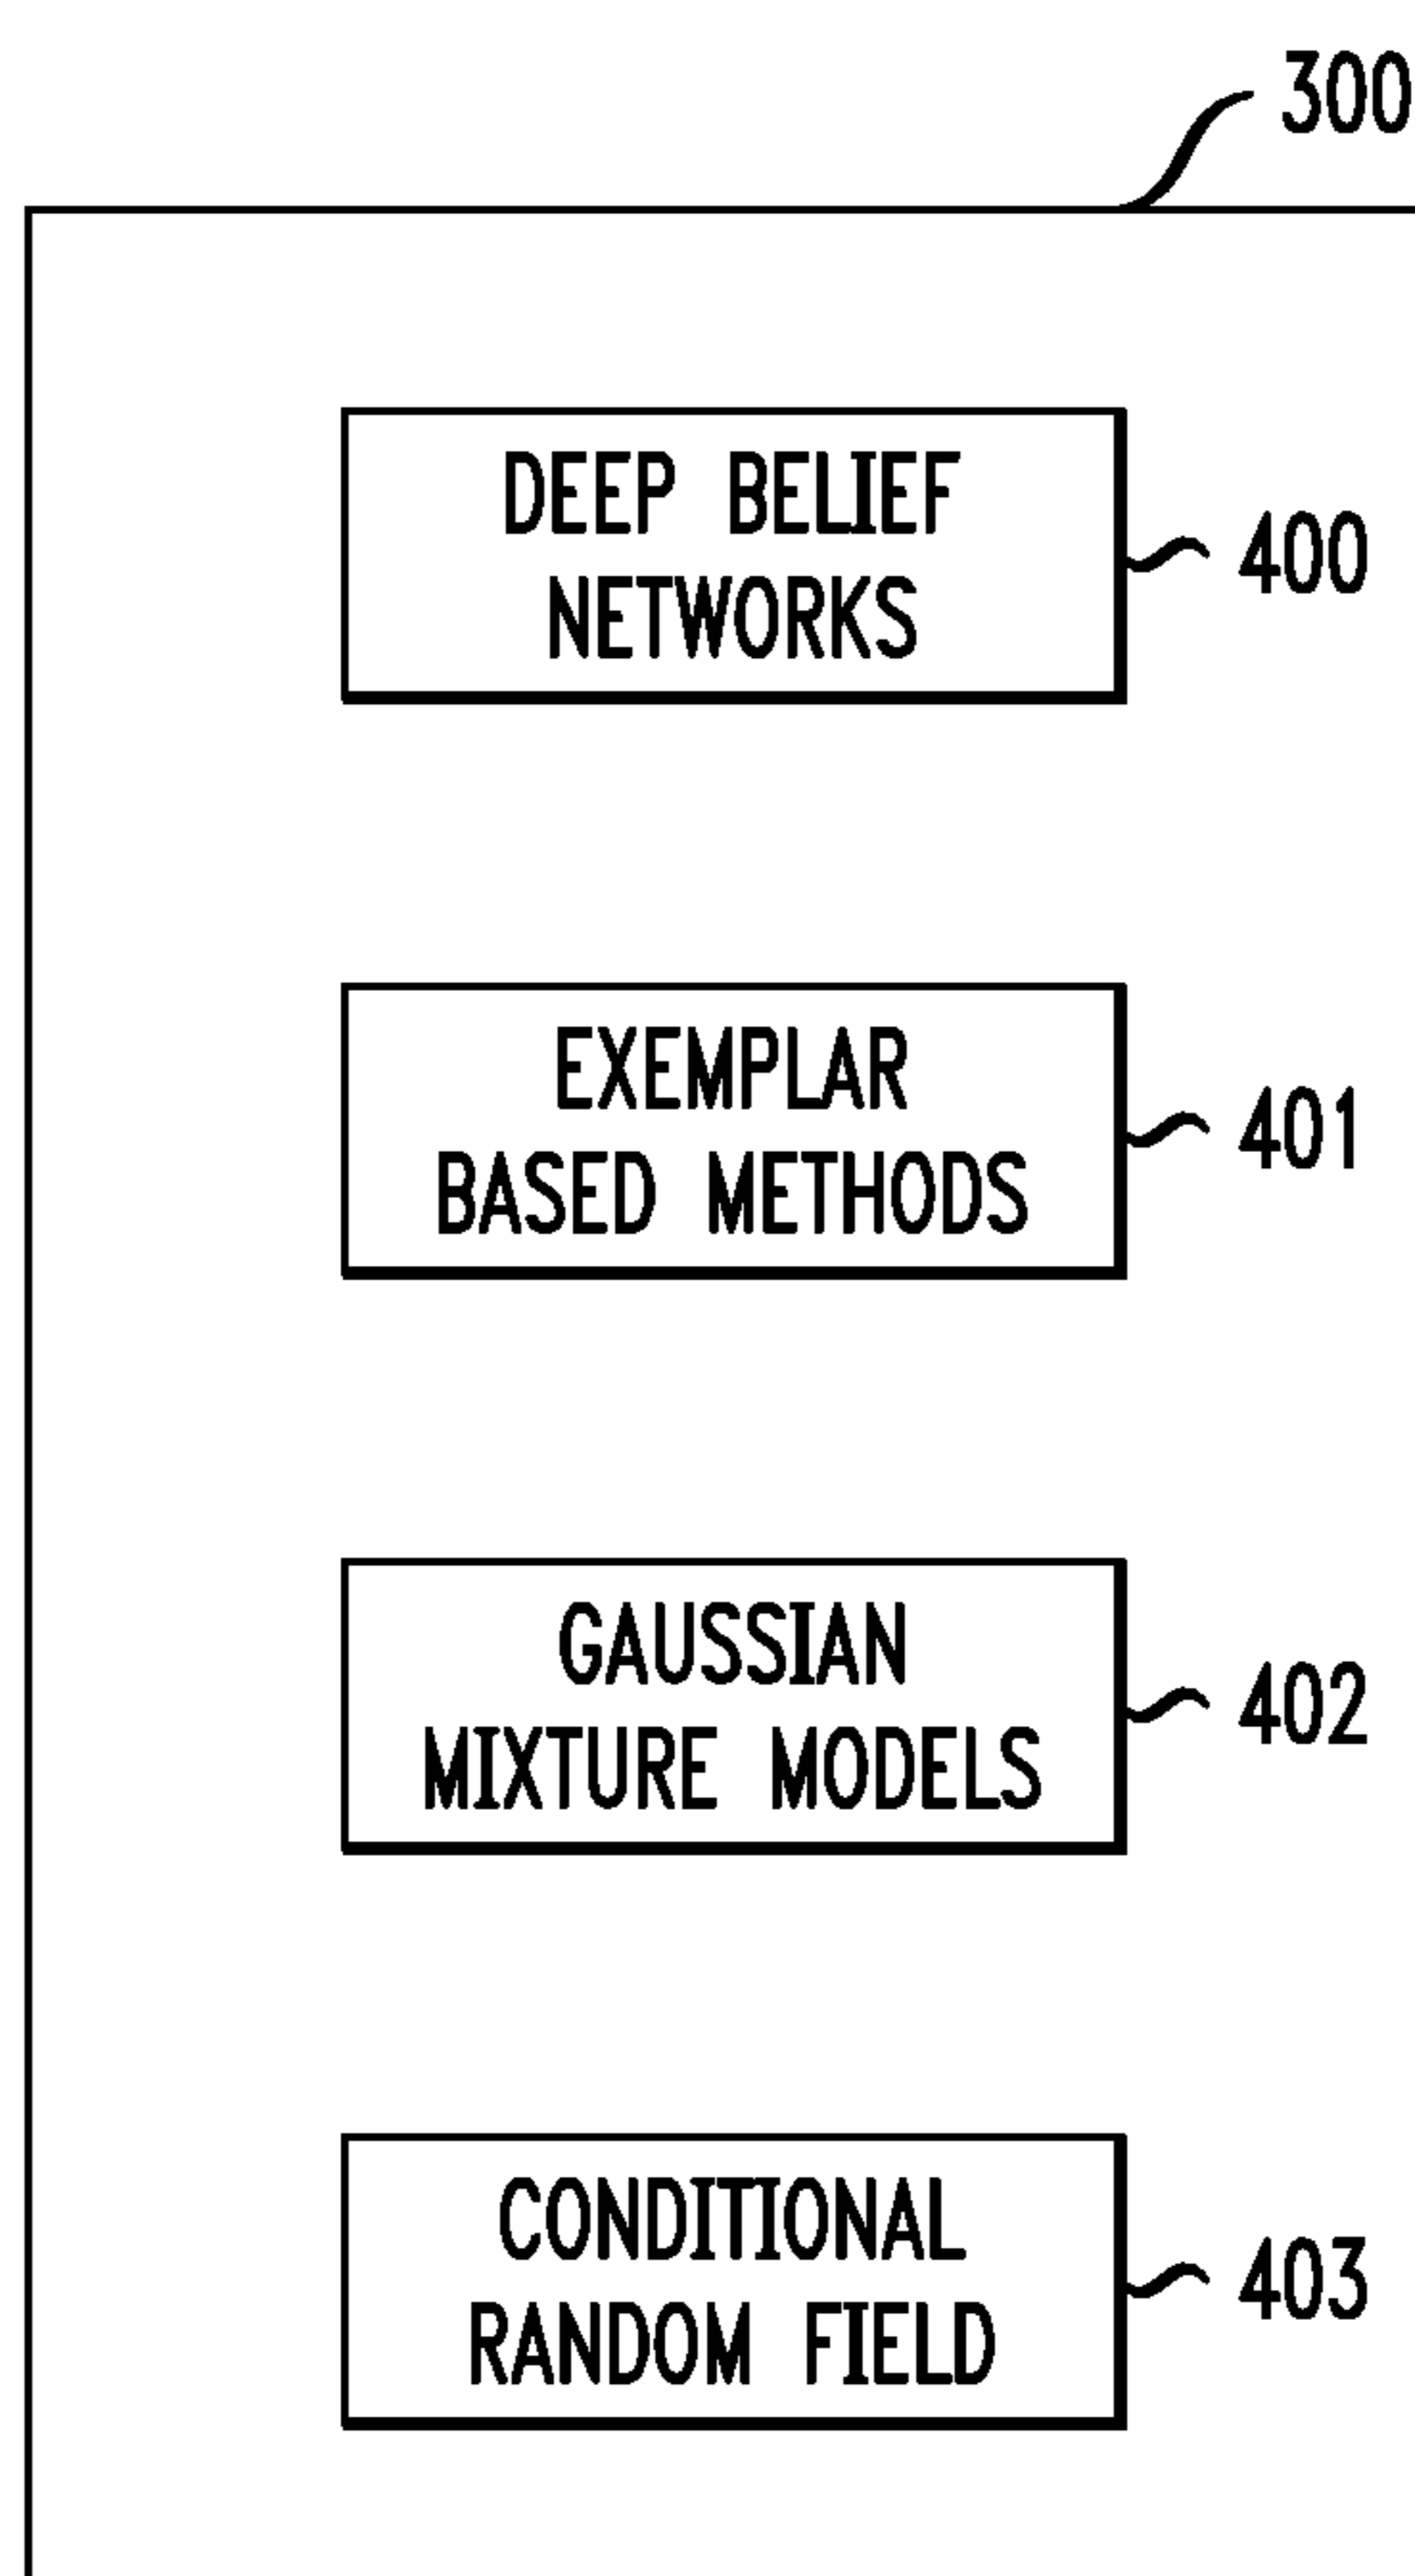 300
DEEP BELIEF
NETWORKS
400
EXEMPLAR
BASED METHODS
401
GAUSSIAN
MIXTURE MODELS
402
CONDITIONAL
RANDOM FIELD
403